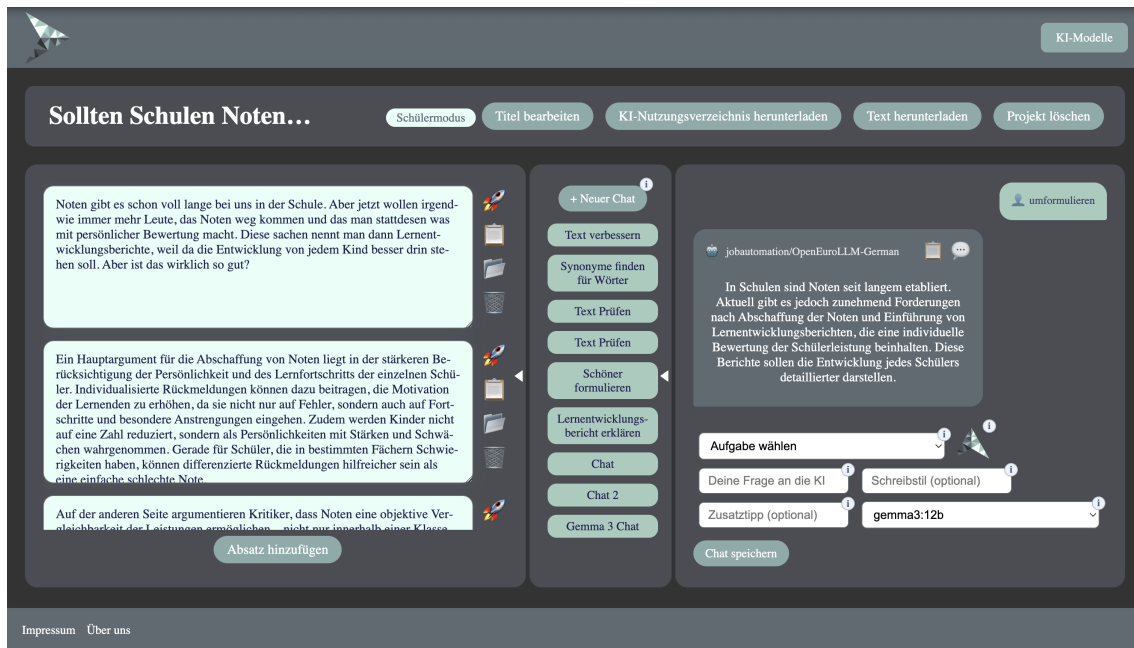 KI-Modelle
Sollten Schulen Noten…
Schülermodus
Titel bearbeiten
KI-Nutzungsverzeichnis herunterladen
Text herunterladen
Projekt löschen
Noten gibt es schon voll lange bei uns in der Schule. Aber jetzt wollen irgend-
wie immer mehr Leute, das Noten weg kommen und das man stattdesen was
mit persönlicher Bewertung macht. Diese sachen nennt man dann Lernent-
wicklungsberichte, weil da die Entwicklung von jedem Kind besser drin ste-
hen soll. Aber ist das wirklich so gut?
Ein Hauptargument für die Abschaffung von Noten liegt in der stärkeren Be-
rücksichtigung der Persönlichkeit und des Lernfortschritts der einzelnen Schü-
ler. Individualisierte Rückmeldungen können dazu beitragen, die Motivation
der Lernenden zu erhöhen, da sie nicht nur auf Fehler, sondern auch auf Fort-
schritte und besondere Anstrengungen eingehen. Zudem werden Kinder nicht
auf eine Zahl reduziert, sondern als Persönlichkeiten mit Stärken und Schwä-
chen wahrgenommen. Gerade für Schüler, die in bestimmten Fächern Schwie-
rigkeiten haben, können differenzierte Rückmeldungen hilfreicher sein als
eine einfache schlechte Note.
Auf der anderen Seite argumentieren Kritiker, dass Noten eine objektive Ver-
gleichbarkeit der Leistungen ermöglichen – nicht nur innerhalb einer Klasse,
Absatz hinzufügen
+ Neuer Chat
i
Text verbessern
Synonyme finden
für Wörter
Text Prüfen
Text Prüfen
Schöner
formulieren
Lernentwicklungs-
bericht erklären
Chat
Chat 2
Gemma 3 Chat
umformulieren
jobautomation/OpenEuroLLM-German
In Schulen sind Noten seit langem etabliert.
Aktuell gibt es jedoch zunehmend Forderungen
nach Abschaffung der Noten und Einführung von
Lernentwicklungsberichten, die eine individuelle
Bewertung der Schülerleistung beinhalten. Diese
Berichte sollen die Entwicklung jedes Schülers
detaillierter darstellen.
Aufgabe wählen
i
i
Deine Frage an die KI
i
Schreibstil (optional)
i
Zusatztipp (optional)
i
gemma3:12b
i
Chat speichern
Impressum
Über uns